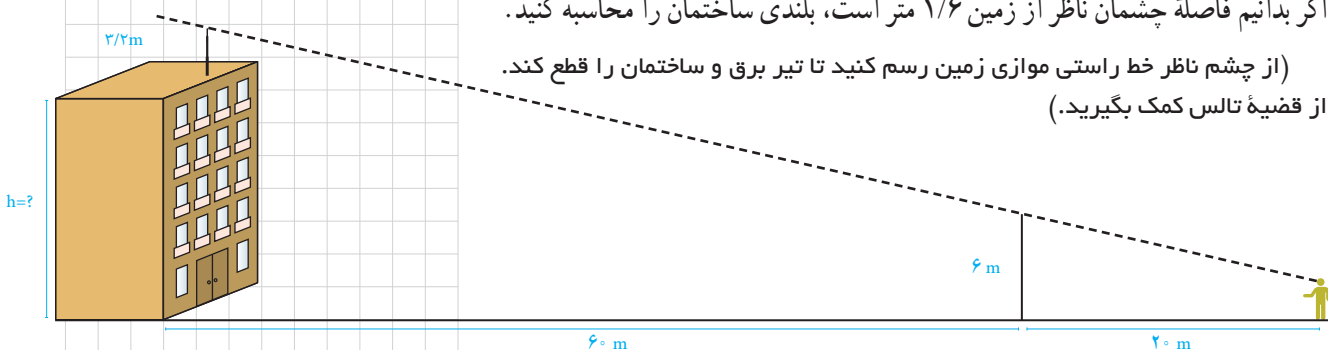 اگر بدانیم فاصلهٔ چشمان ناظر از زمین ۱/۶ متر است، بلندی ساختمان را محاسبه کنید.
(از چشم ناظر خط راستی موازی زمین رسم کنید تا تیر برق و ساختمان را قطع کند.
از قضیهٔ تالس کمک بگیرید.)
۳/۲m
h=?
۶ m
۶۰ m
۲۰ m